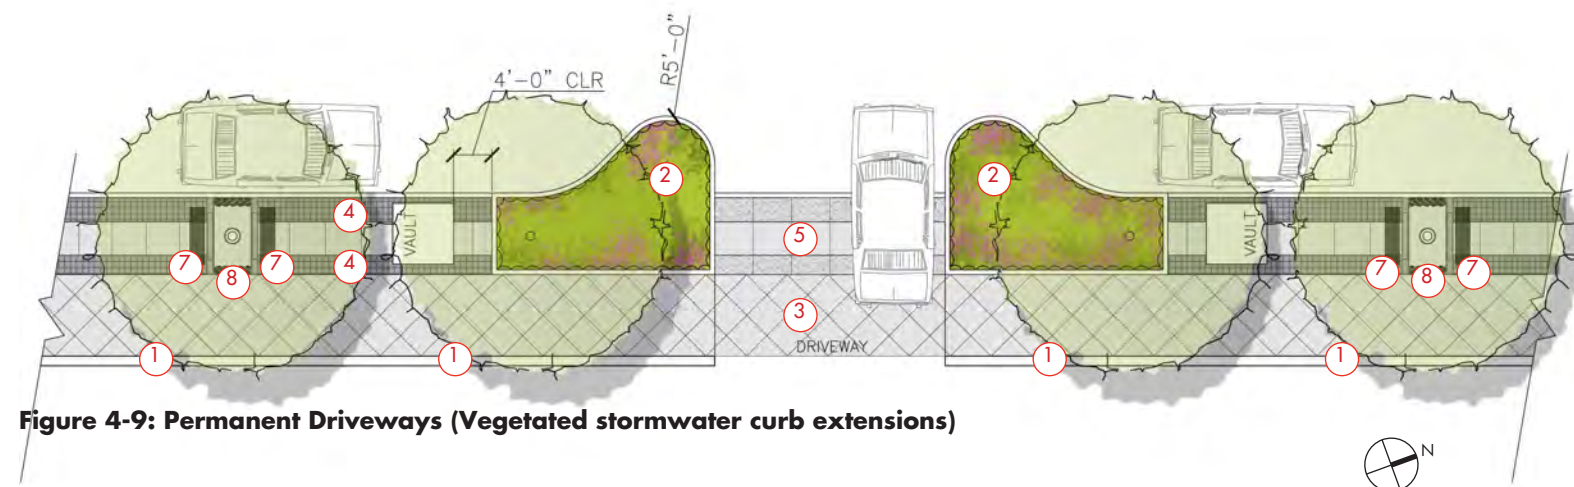 R5'-0"
4'-0" CLR
2
2
4
VAULT
5
VAULT
7
8
7
4
7
8
7
3
DRIVEWAY
1
1
1
1
Figure 4-9: Permanent Driveways (Vegetated stormwater curb extensions)
N